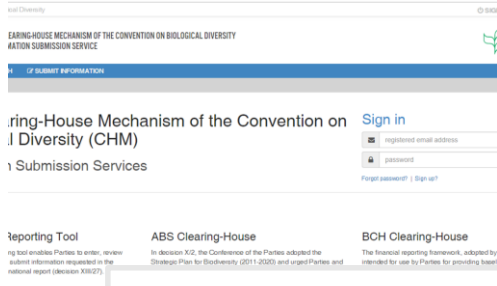 Diversity
SIG
CLEARING-HOUSE MECHANISM OF THE CONVENTION ON BIOLOGICAL DIVERSITY
MATION SUBMISSION SERVICE
H SUBMIT INFORMATION
ring-House Mechanism of the Convention on
l Diversity (CHM)
n Submission Services
Sign in
registered email address
password
Forgot password? | Sign up?
Reporting Tool
ng tool enables Parties to enter, review
submit information requested in the
national report (decision XIII/27).
ABS Clearing-House
In decision X/2, the Conference of the Parties adopted the
Strategic Plan for Biodiversity (2011-2020) and urged Parties and
BCH Clearing-House
The financial reporting framework, adopted by
intended for use by Parties for providing basel